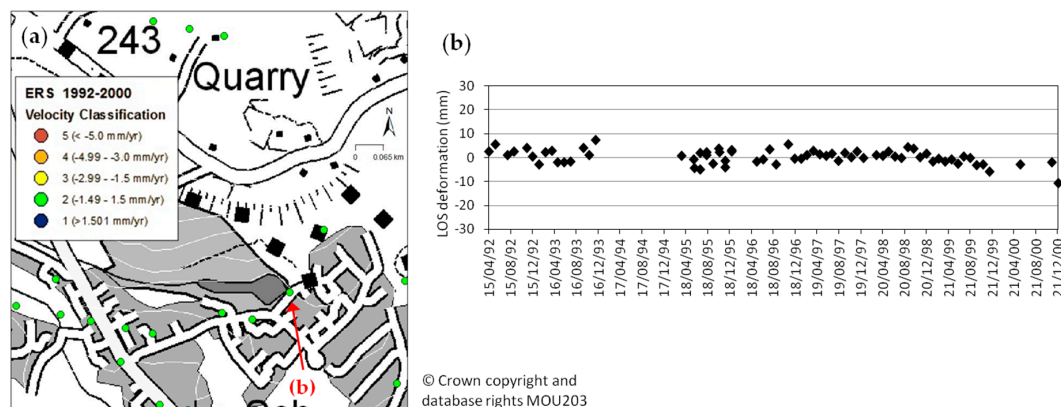 (a)
243
Quarry
ERS 1992-2000
Velocity Classification
5 (< -5.0 mm/yr)
4 (-4.99 - -3.0 mm/yr)
3 (-2.99 - -1.5 mm/yr)
2 (-1.49 - 1.5 mm/yr)
1 (>1.501 mm/yr)
N
0 0.065 km
(b)
(b)
LOS deformation (mm)
30
20
10
0
-10
-20
-30
15/04/92
15/08/92
15/12/92
16/04/93
16/08/93
16/12/93
17/04/94
17/08/94
17/12/94
18/04/95
18/08/95
18/12/95
18/04/96
18/08/96
18/12/96
19/04/97
19/08/97
19/12/97
20/04/98
20/08/98
20/12/98
21/04/99
21/08/99
21/12/99
21/04/00
21/08/00
21/12/00
© Crown copyright and
database rights MOU203